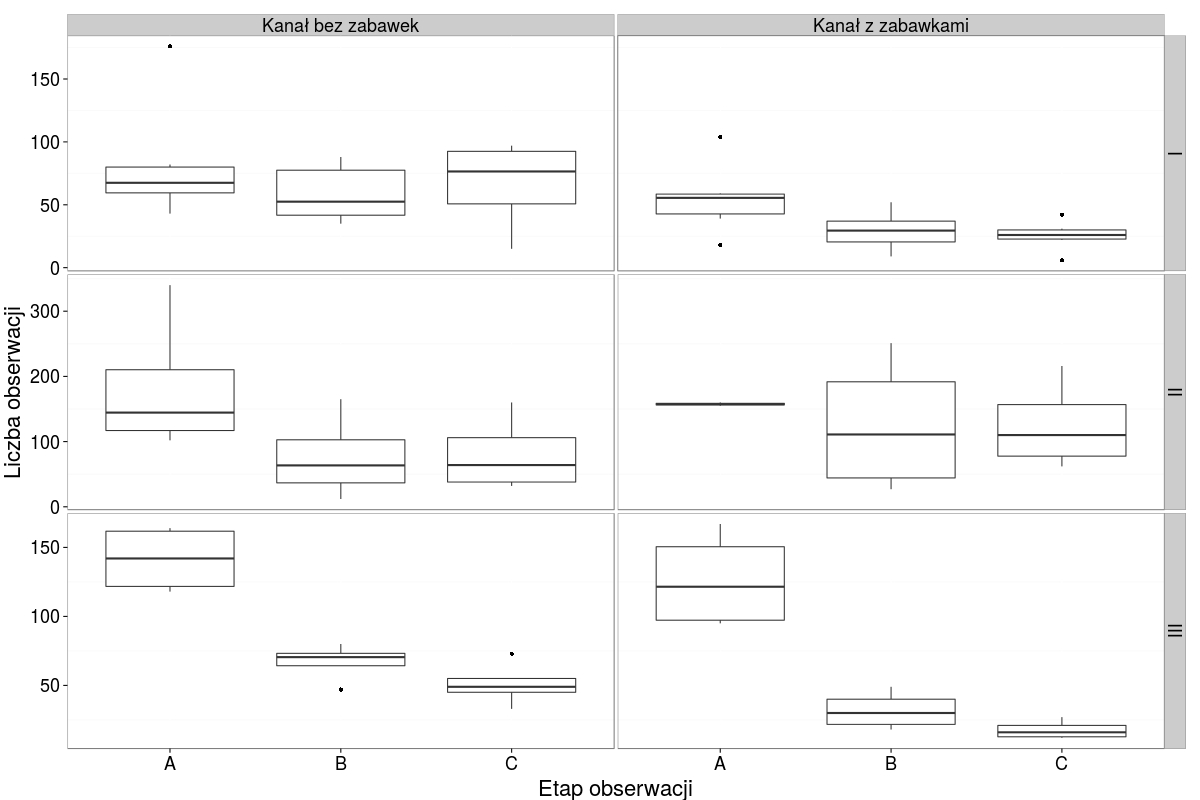 Kanał bez zabawek
Kanał z zabawkami
150
100
50
0
I
Liczba obserwacji
300
200
100
0
II
150
100
50
III
A B C
A B C
Etap obserwacji